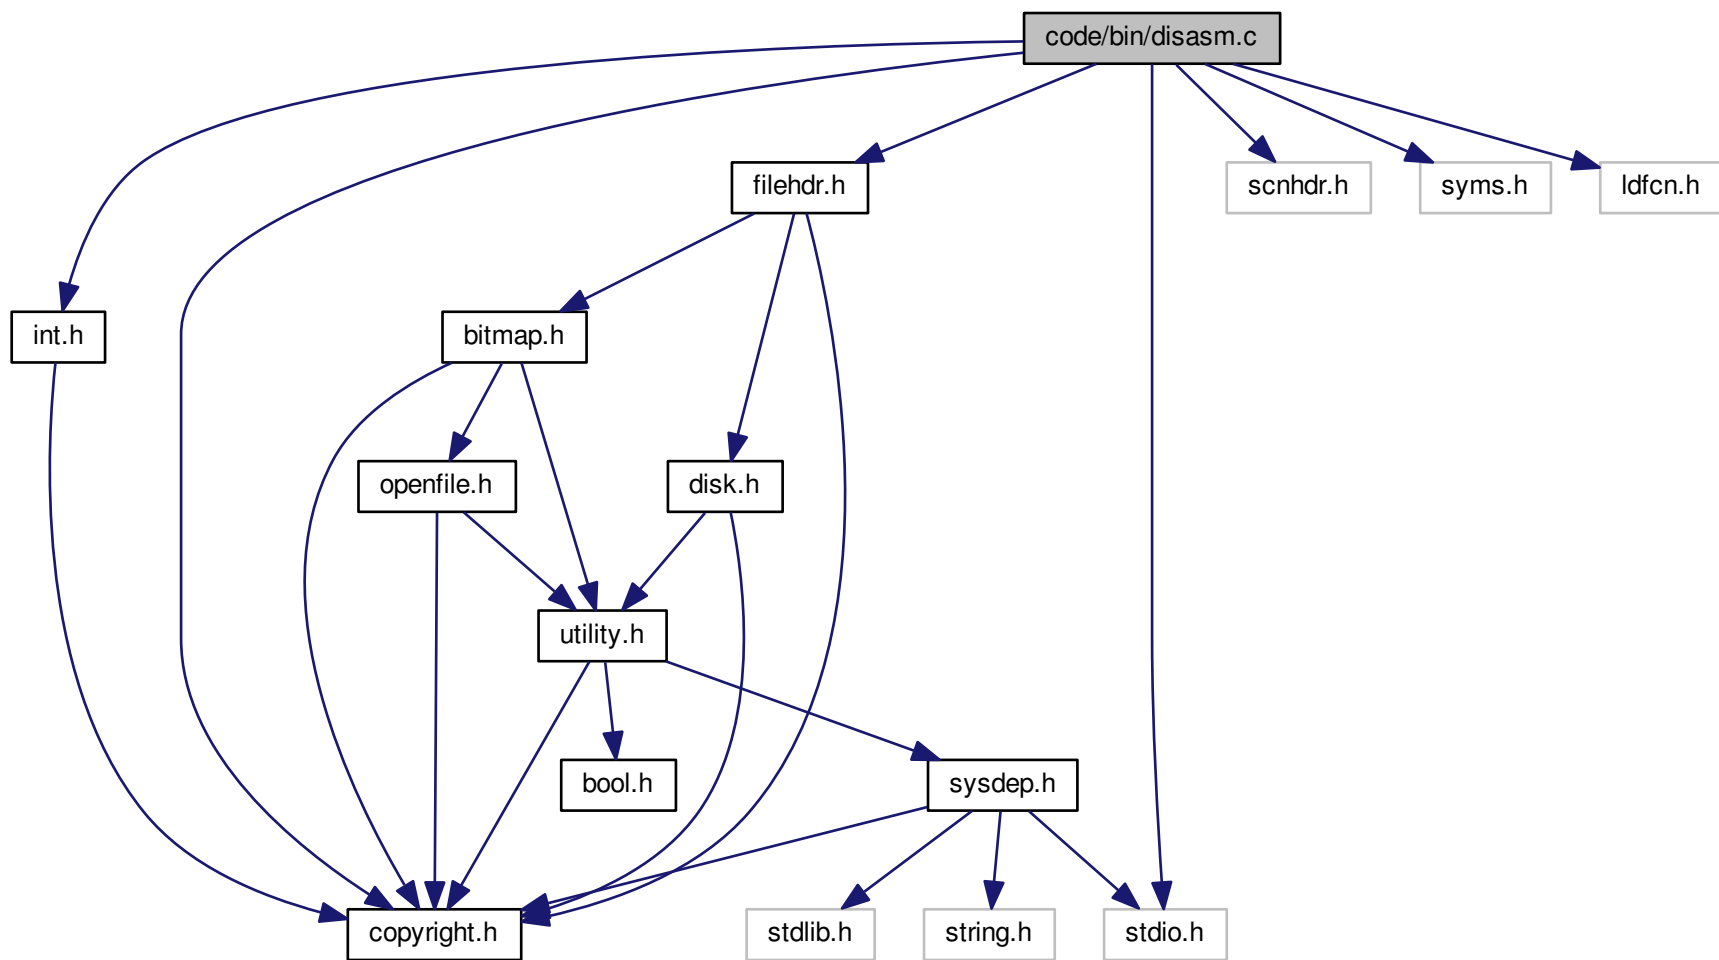 code/bin/disasm.c
filehdr.h
scnhdr.h
syms.h
ldfcn.h
int.h
bitmap.h
openfile.h
disk.h
utility.h
bool.h
sysdep.h
copyright.h
stdlib.h
string.h
stdio.h